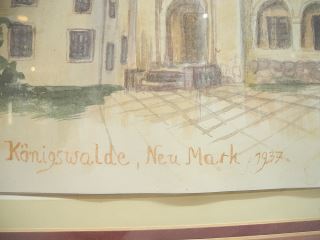 Königswalde, Neu Mark. 1937.